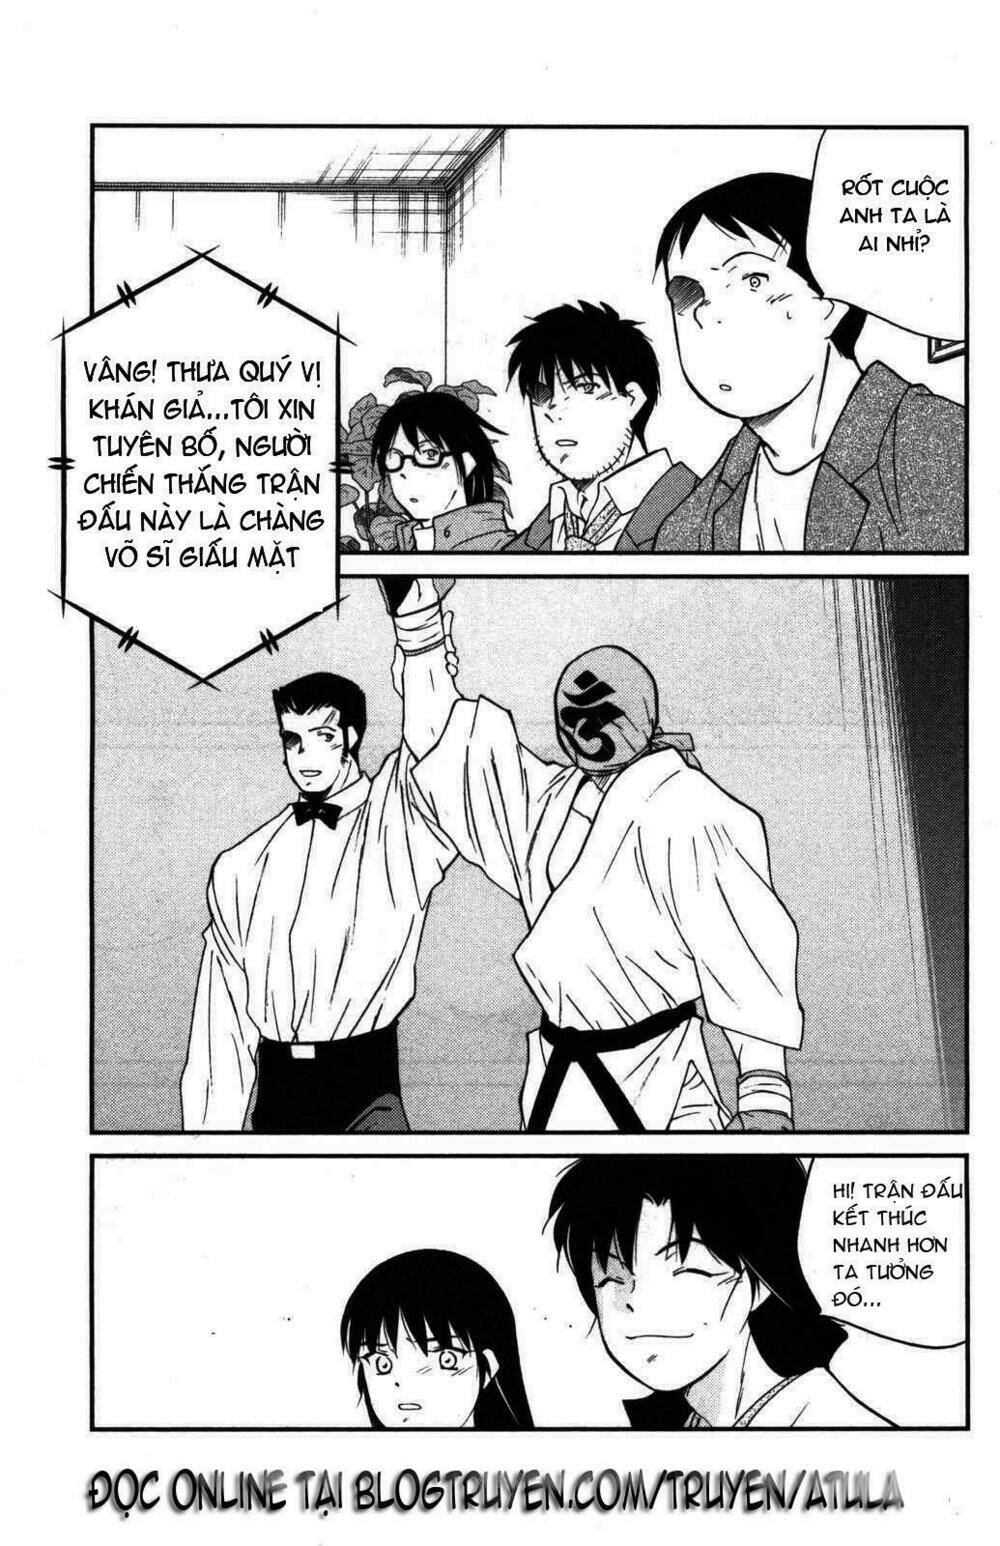 RỐT CUỘC
ANH TA LÀ
AI NHỈ?
VÂNG! THƯA QUÝ VỊ
KHÁN GIẢ...TÔI XIN
TUYÊN BỐ, NGƯỜI
CHIẾN THẮNG TRẬN
ĐẤU NÀY LÀ CHÀNG
VÕ SĨ GIẤU MẶT
HI! TRẬN ĐẤU
KẾT THÚC
NHANH HƠN
TA TƯỞNG
ĐÓ...
ĐỌC ONLINE TẠI BLOGTRUYEN.COM/TRUYEN/ATULA